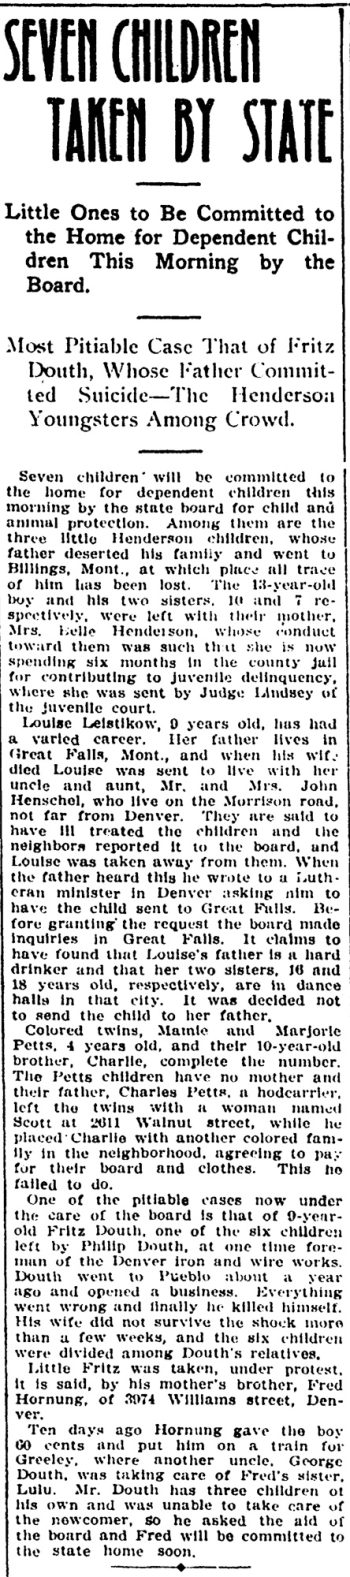 SEVEN CHILDREN
TAKEN BY STATE
Little Ones to Be Committed to
the Home for Dependent Chil-
dren This Morning by the
Board.
Most Pitiable Case That of Fritz
Douth, Whose Father Commit-
ted Suicide—The Henderson
Youngsters Among Crowd.
Seven children will be committed to
the home for dependent children this
morning by the state board for child and
animal protection. Among them are the
three little Henderson children, whose
father deserted his family and went to
Billings, Mont., at which place all trace
of him has been lost. The 13-year-old
boy and his two sisters, 10 and 7 re-
spectively, were left with their mother,
Mrs. Belle Henderson, whose conduct
toward them was such that she is now
spending six months in the county jail
for contributing to juvenile delinquency,
where she was sent by Judge Lindsey of
the juvenile court.
Louise Leistikow, 9 years old, has had
a varied career. Her father lives in
Great Falls, Mont., and when his wife
died Louise was sent to live with her
uncle and aunt, Mr. and Mrs. John
Henschel, who live on the Morrison road,
not far from Denver. They are said to
have ill treated the children and the
neighbors reported it to the board, and
Louise was taken away from them. When
the father heard this he wrote to a Luth-
eran minister in Denver asking him to
have the child sent to Great Falls. Be-
fore granting the request the board made
inquiries in Great Falls. It claims to
have found that Louise's father is a hard
drinker and that her two sisters, 16 and
18 years old, respectively, are in dance
halls in that city. It was decided not
to send the child to her father.
Colored twins, Mamie and Marjorie
Petts, 4 years old, and their 10-year-old
brother, Charlie, complete the number.
The Petts children have no mother and
their father, Charles Petts, a hodcarrier,
left the twins with a woman named
Scott at 2611 Walnut street, while he
placed Charlie with another colored fam-
ily in the neighborhood, agreeing to pay
for their board and clothes. This he
failed to do.
One of the pitiable cases now under
the care of the board is that of 9-year-
old Fritz Douth, one of the six children
left by Philip Douth, at one time fore-
man of the Denver iron and wire works.
Douth went to Pueblo about a year
ago and opened a business. Everything
went wrong and finally he killed himself.
His wife did not survive the shock more
than a few weeks, and the six children
were divided among Douth's relatives.
Little Fritz was taken, under protest,
it is said, by his mother's brother, Fred
Hornung, of 3974 Williams street, Den-
ver.
Ten days ago Hornung gave the boy
60 cents and put him on a train for
Greeley, where another uncle, George
Douth, was taking care of Fred's sister,
Lulu. Mr. Douth has three children of
his own and was unable to take care of
the newcomer, so he asked the aid of
the board and Fred will be committed to
the state home soon.